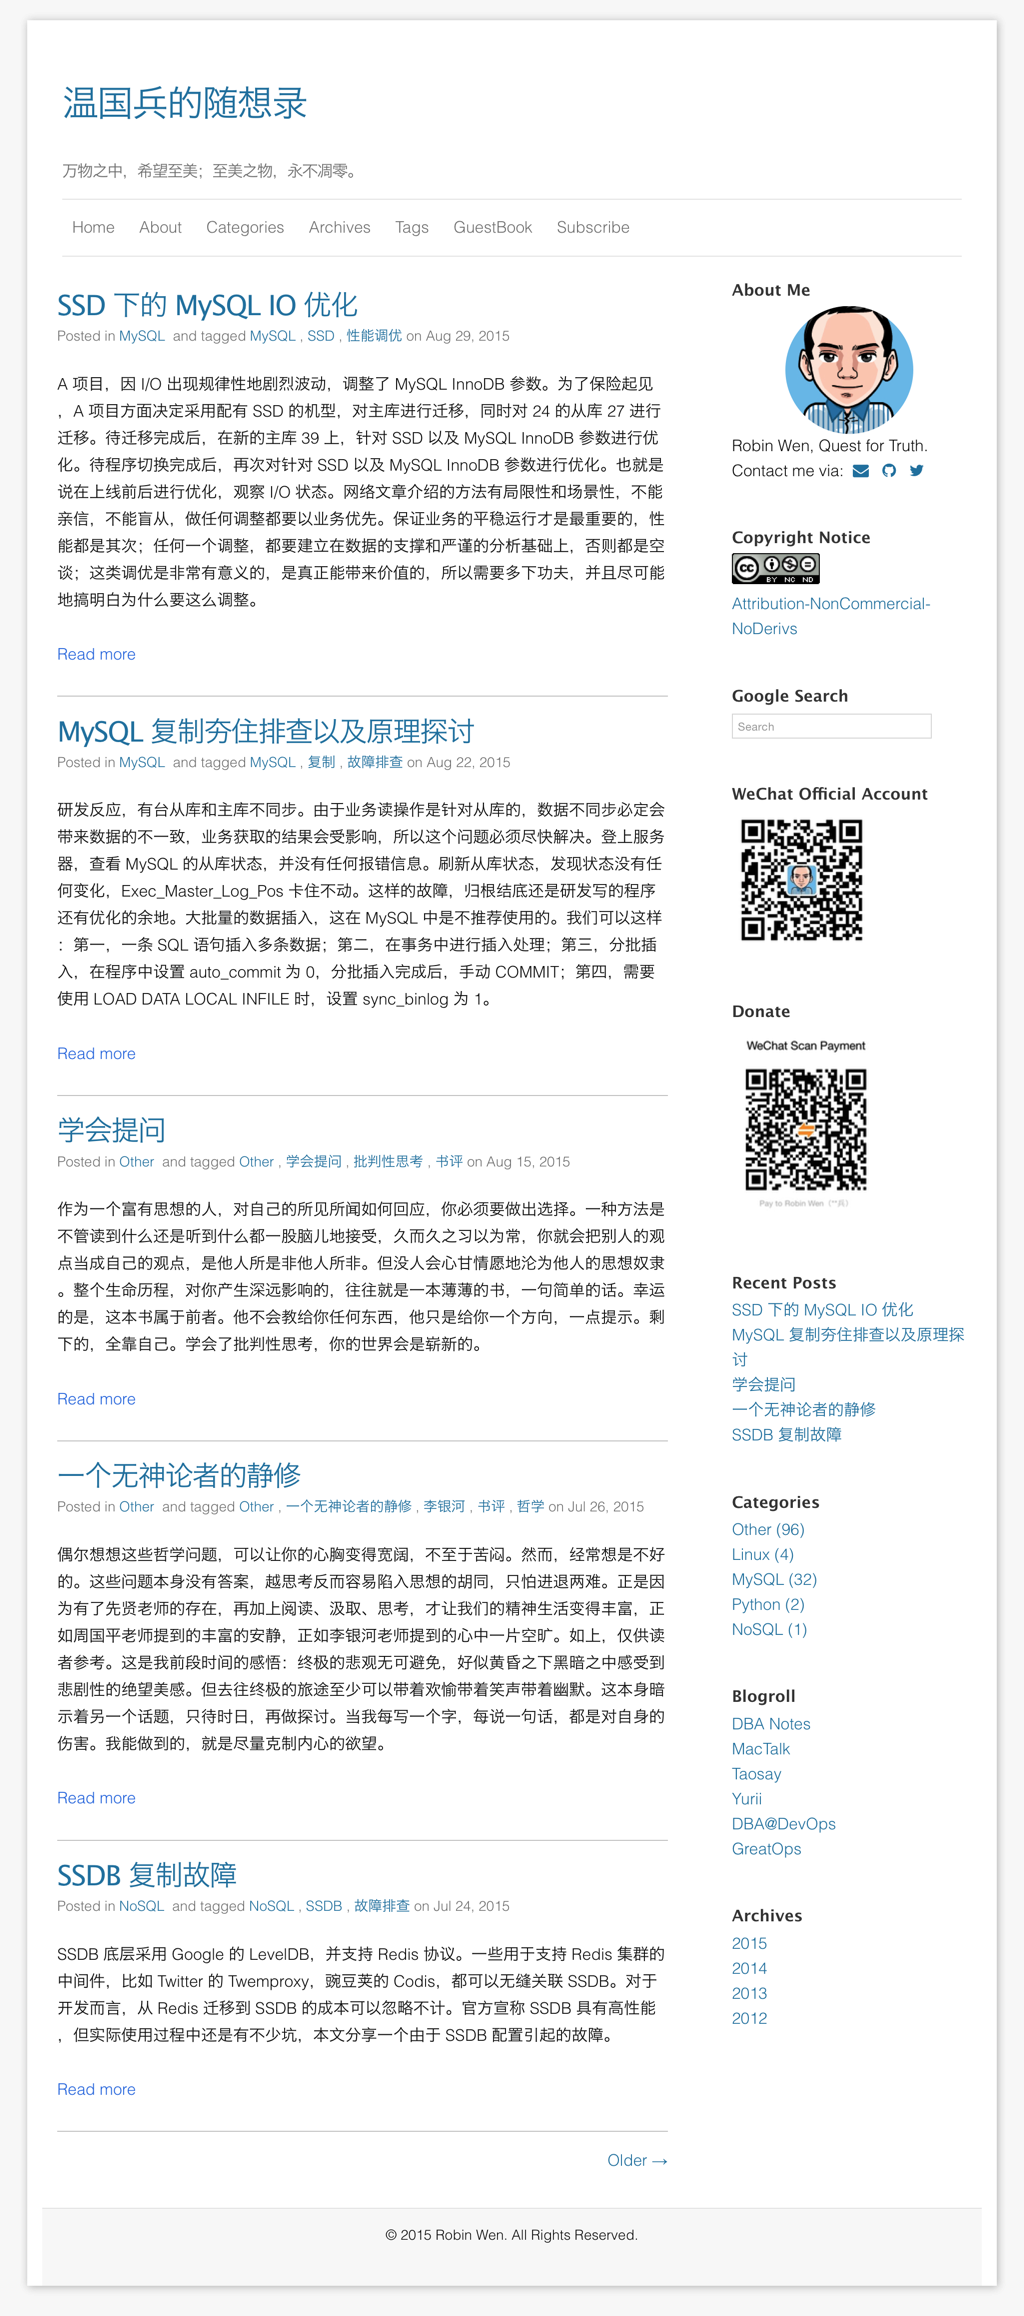 温国兵的随想录
万物之中，希望至美；至美之物，永不凋零。
Home About Categories Archives Tags GuestBook Subscribe
SSD 下的 MySQL IO 优化
Posted in MySQL and tagged MySQL , SSD , 性能调优 on Aug 29, 2015
A 项目，因 I/O 出现规律性地剧烈波动，调整了 MySQL InnoDB 参数。为了保险起见
，A 项目方面决定采用配有 SSD 的机型，对主库进行迁移，同时对 24 的从库 27 进行
迁移。待迁移完成后，在新的主库 39 上，针对 SSD 以及 MySQL InnoDB 参数进行优
化。待程序切换完成后，再次对针对 SSD 以及 MySQL InnoDB 参数进行优化。也就是
说在上线前后进行优化，观察 I/O 状态。网络文章介绍的方法有局限性和场景性，不能
亲信，不能盲从，做任何调整都要以业务优先。保证业务的平稳运行才是最重要的，性
能都是其次；任何一个调整，都要建立在数据的支撑和严谨的分析基础上，否则都是空
谈；这类调优是非常有意义的，是真正能带来价值的，所以需要多下功夫，并且尽可能
地搞明白为什么要这么调整。
Read more
MySQL 复制夯住排查以及原理探讨
Posted in MySQL and tagged MySQL , 复制 , 故障排查 on Aug 22, 2015
研发反应，有台从库和主库不同步。由于业务读操作是针对从库的，数据不同步必定会
带来数据的不一致，业务获取的结果会受影响，所以这个问题必须尽快解决。登上服务
器，查看 MySQL 的从库状态，并没有任何报错信息。刷新从库状态，发现状态没有任
何变化，Exec_Master_Log_Pos 卡住不动。这样的故障，归根结底还是研发写的程序
还有优化的余地。大批量的数据插入，这在 MySQL 中是不推荐使用的。我们可以这样
：第一，一条 SQL 语句插入多条数据；第二，在事务中进行插入处理；第三，分批插
入，在程序中设置 auto_commit 为 0，分批插入完成后，手动 COMMIT；第四，需要
使用 LOAD DATA LOCAL INFILE 时，设置 sync_binlog 为 1。
Read more
学会提问
Posted in Other and tagged Other , 学会提问 , 批判性思考 , 书评 on Aug 15, 2015
作为一个富有思想的人，对自己的所见所闻如何回应，你必须要做出选择。一种方法是
不管读到什么还是听到什么都一股脑儿地接受，久而久之习以为常，你就会把别人的观
点当成自己的观点，是他人所是非他人所非。但没人会心甘情愿地沦为他人的思想奴隶
。整个生命历程，对你产生深远影响的，往往就是一本薄薄的书，一句简单的话。幸运
的是，这本书属于前者。他不会教给你任何东西，他只是给你一个方向，一点提示。剩
下的，全靠自己。学会了批判性思考，你的世界会是崭新的。
Read more
一个无神论者的静修
Posted in Other and tagged Other , 一个无神论者的静修 , 李银河 , 书评 , 哲学 on Jul 26, 2015
偶尔想想这些哲学问题，可以让你的心胸变得宽阔，不至于苦闷。然而，经常想是不好
的。这些问题本身没有答案，越思考反而容易陷入思想的胡同，只怕进退两难。正是因
为有了先贤老师的存在，再加上阅读、汲取、思考，才让我们的精神生活变得丰富，正
如周国平老师提到的丰富的安静，正如李银河老师提到的心中一片空旷。如上，仅供读
者参考。这是我前段时间的感悟：终极的悲观无可避免，好似黄昏之下黑暗之中感受到
悲剧性的绝望美感。但去往终极的旅途至少可以带着欢愉带着笑声带着幽默。这本身暗
示着另一个话题，只待时日，再做探讨。当我每写一个字，每说一句话，都是对自身的
伤害。我能做到的，就是尽量克制内心的欲望。
Read more
SSDB 复制故障
Posted in NoSQL and tagged NoSQL , SSDB , 故障排查 on Jul 24, 2015
SSDB 底层采用 Google 的 LevelDB，并支持 Redis 协议。一些用于支持 Redis 集群的
中间件，比如 Twitter 的 Twemproxy，豌豆荚的 Codis，都可以无缝关联 SSDB。对于
开发而言，从 Redis 迁移到 SSDB 的成本可以忽略不计。官方宣称 SSDB 具有高性能
，但实际使用过程中还是有不少坑，本文分享一个由于 SSDB 配置引起的故障。
Read more
Older →
About Me
Robin Wen, Quest for Truth.
Contact me via:
Copyright Notice
cc BY NC ND
Attribution-NonCommercial-
NoDerivs
Google Search
Search
WeChat Official Account
Donate
WeChat Scan Payment
Pay to Robin Wen (**兵)
Recent Posts
SSD 下的 MySQL IO 优化
MySQL 复制夯住排查以及原理探
讨
学会提问
一个无神论者的静修
SSDB 复制故障
Categories
Other (96)
Linux (4)
MySQL (32)
Python (2)
NoSQL (1)
Blogroll
DBA Notes
MacTalk
Taosay
Yurii
DBA@DevOps
GreatOps
Archives
2015
2014
2013
2012
© 2015 Robin Wen. All Rights Reserved.